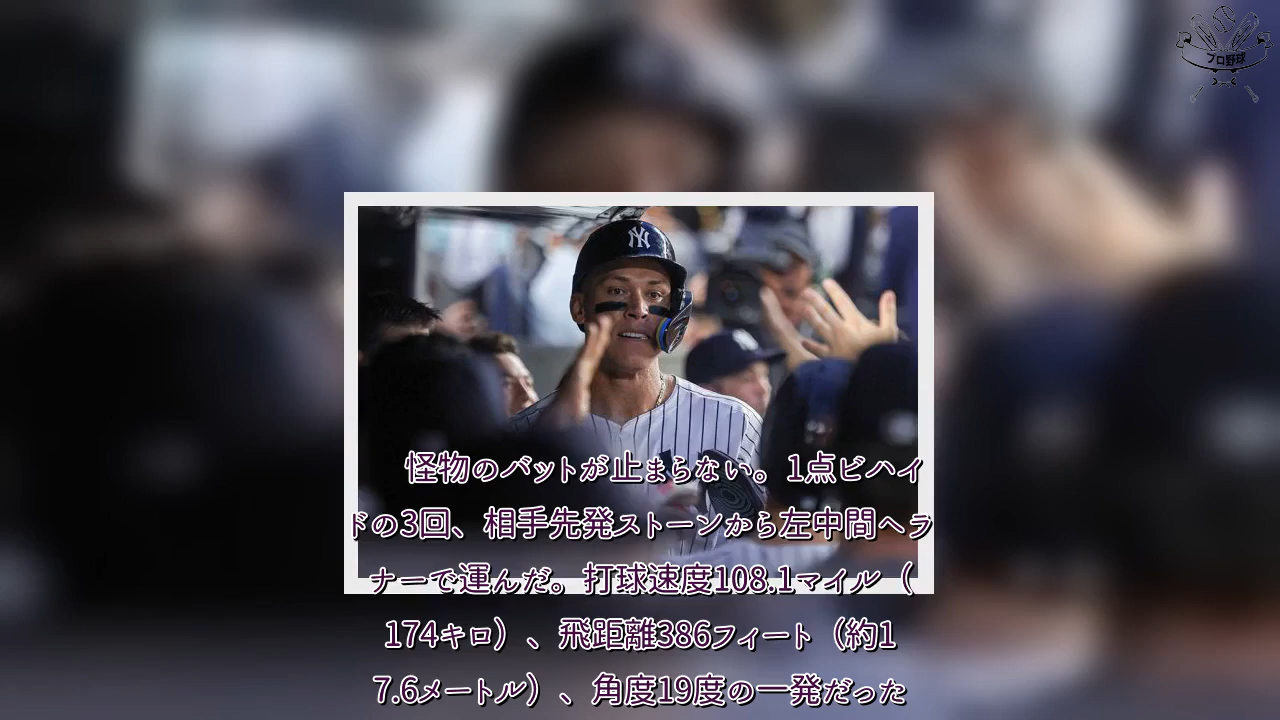 プロ野球
NY
怪物のバットが止まらない。1点ビハイ
ドの3回、相手先発ストーンから左中間へラ
ナーで運んだ。打球速度108.1マイル（
174キロ）、飛距離386フィート（約1
7.6メートル）、角度19度の一発だった